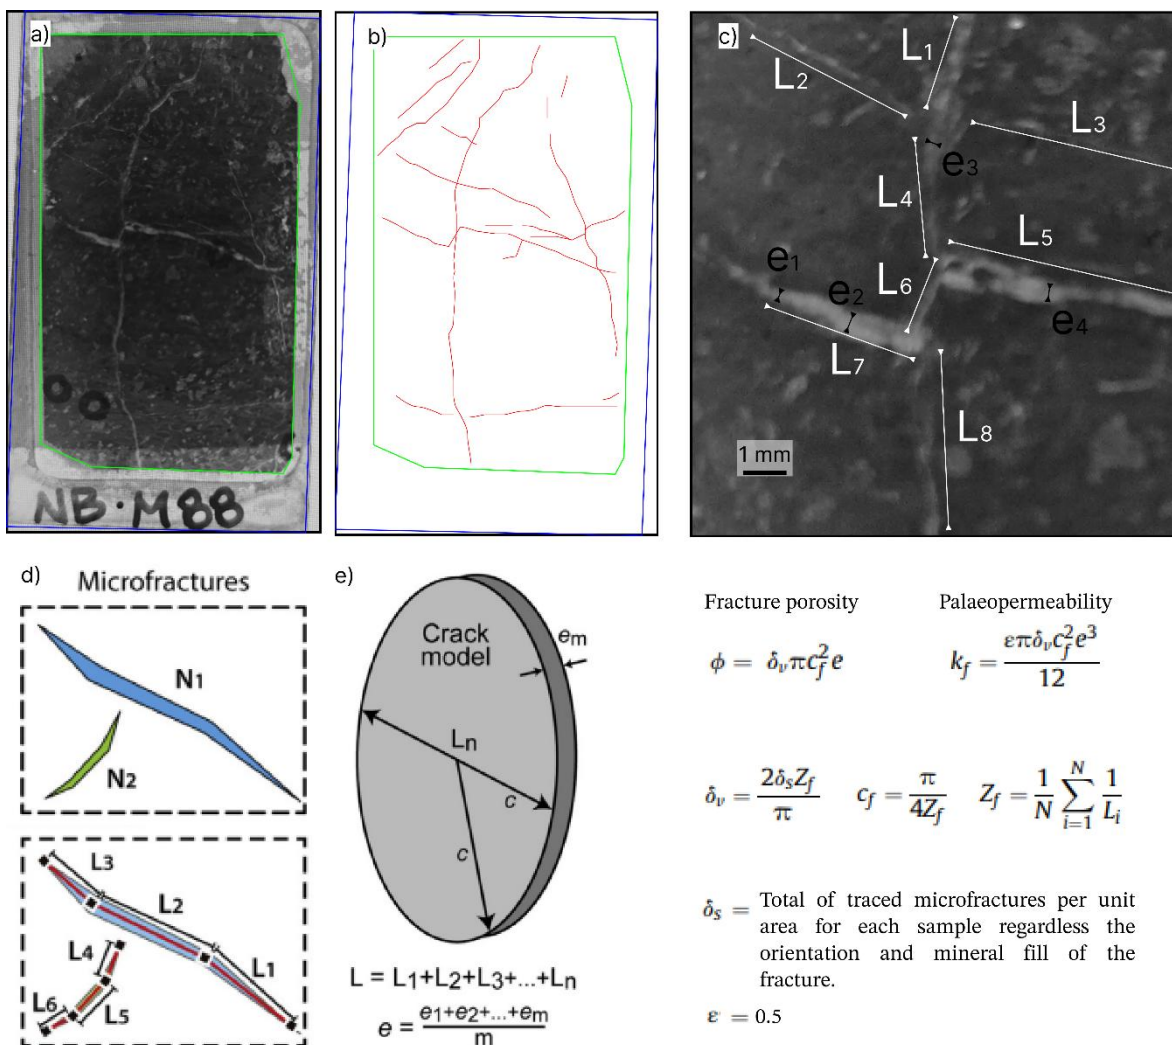 a)
NB·M88
b)
c)
L1
L2
L3
e3
L4
L5
e1
L6
e2
e4
L7
L8
1 mm
d)
Microfractures
N1
N2
L3
L2
L4
L1
L6
L5
e)
Crack
model
em
Ln
c
c
L = L1+L2+L3+...+Ln
e = e1+e2+...+em / m
Fracture porosity
ϕ = δvπcf²e
Palaeopermeability
kf = επδvcf²e³ / 12
δv = 2δsZf / π
cf = π / 4Zf
Zf = 1/N ∑i=1N 1/Li
δs = Total of traced microfractures per unit
area for each sample regardless the
orientation and mineral fill of the
fracture.
ε = 0.5